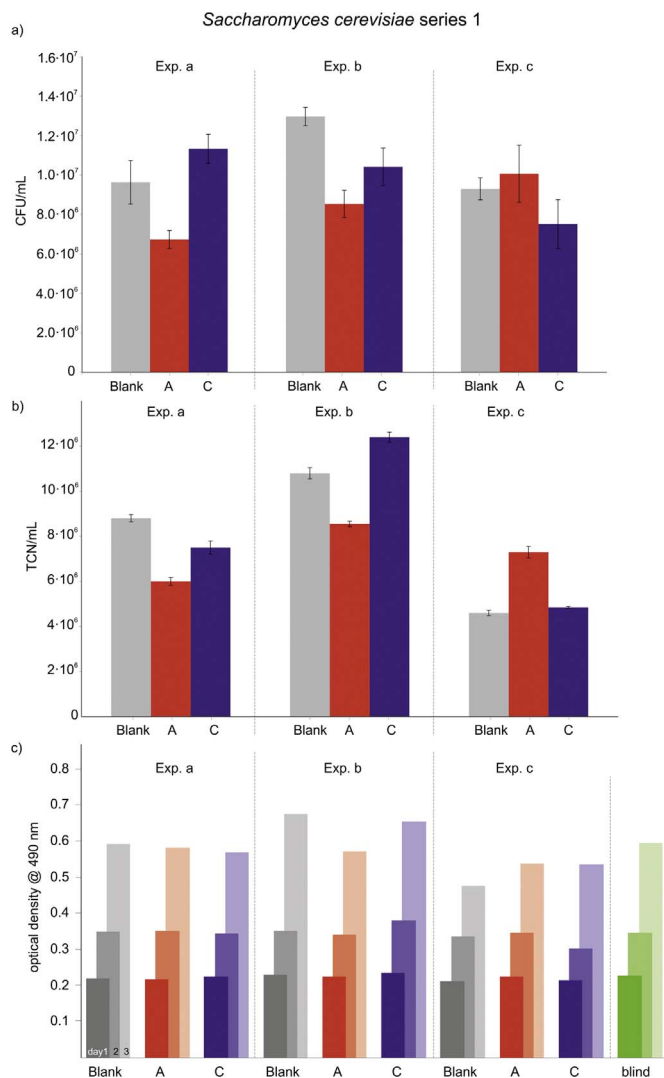 Saccharomyces cerevisiae series 1
a)
Exp. a Exp. b Exp. c
1.6·10⁷
1.4·10⁷
1.2·10⁷
1.0·10⁷
8.0·10⁶
6.0·10⁶
4.0·10⁶
2.0·10⁶
0
CFU/mL
Blank A C Blank A C Blank A C
b)
Exp. a Exp. b Exp. c
12·10⁶
10·10⁶
8·10⁶
6·10⁶
4·10⁶
2·10⁶
0
TCN/mL
Blank A C Blank A C Blank A C
c)
Exp. a Exp. b Exp. c
0.8
0.7
0.6
0.5
0.4
0.3
0.2
0.1
optical density @ 490 nm
day1 2 3
Blank A C Blank A C Blank A C blind